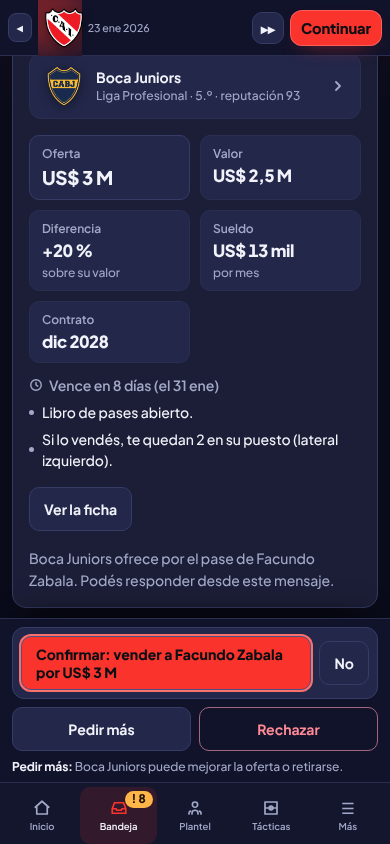 C.A.I.
23 ene 2026
Continuar
CABJ
Boca Juniors
Liga Profesional · 5.º · reputación 93
Oferta
US$ 3 M
Valor
US$ 2,5 M
Diferencia
+20 %
sobre su valor
Sueldo
US$ 13 mil
por mes
Contrato
dic 2028
Vence en 8 días (el 31 ene)
Libro de pases abierto.
Si lo vendés, te quedan 2 en su puesto (lateral
izquierdo).
Ver la ficha
Boca Juniors ofrece por el pase de Facundo
Zabala. Podés responder desde este mensaje.
Confirmar: vender a Facundo Zabala
por US$ 3 M
No
Pedir más
Rechazar
Pedir más: Boca Juniors puede mejorar la oferta o retirarse.
! 8
Inicio
Bandeja
Plantel
Tácticas
Más